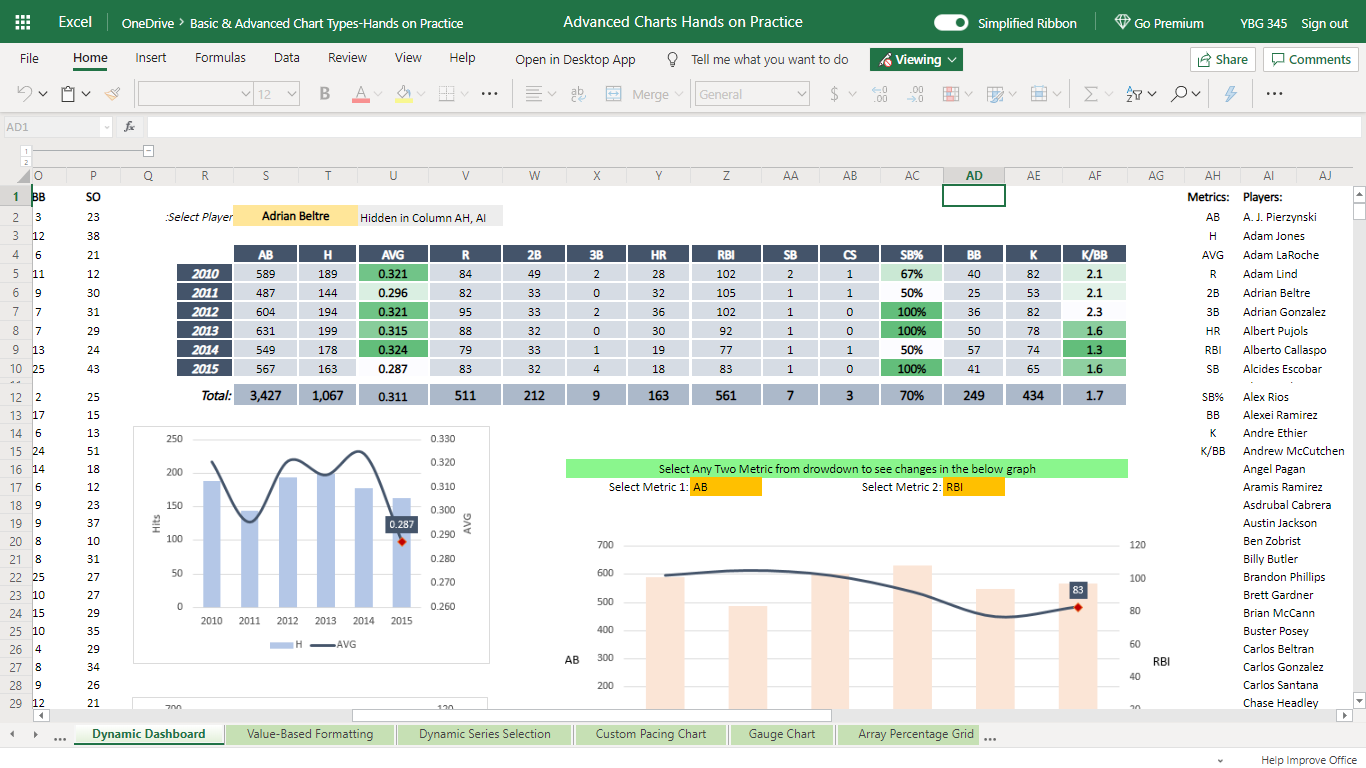 Excel OneDrive › Basic & Advanced Chart Types-Hands on Practice Advanced Charts Hands on Practice Simplified Ribbon Go Premium YBG 345 Sign out
File Home Insert Formulas Data Review View Help Open in Desktop App Tell me what you want to do Viewing Share Comments
12 B A ab Merge General $ .00 .00
AD1 fx
1
2
O P Q R S T U V W X Y Z AA AB AC AD AE AF AG AH AI AJ
1 BB SO Metrics: Players:
2 3 23 :Select Player Adrian Beltre Hidden in Column AH, AI AB A. J. Pierzynski
3 12 38 H Adam Jones
4 6 21 AB H AVG R 2B 3B HR RBI SB CS SB% BB K K/BB AVG Adam LaRoche
5 11 12 2010 589 189 0.321 84 49 2 28 102 2 1 67% 40 82 2.1 R Adam Lind
6 9 30 2011 487 144 0.296 82 33 0 32 105 1 1 50% 25 53 2.1 2B Adrian Beltre
7 7 31 2012 604 194 0.321 95 33 2 36 102 1 0 100% 36 82 2.3 3B Adrian Gonzalez
8 7 29 2013 631 199 0.315 88 32 0 30 92 1 0 100% 50 78 1.6 HR Albert Pujols
9 13 24 2014 549 178 0.324 79 33 1 19 77 1 1 50% 57 74 1.3 RBI Alberto Callaspo
10 25 43 2015 567 163 0.287 83 32 4 18 83 1 0 100% 41 65 1.6 SB Alcides Escobar
12 2 25 Total: 3,427 1,067 0.311 511 212 9 163 561 7 3 70% 249 434 1.7 SB% Alex Rios
13 17 15 BB Alexei Ramirez
14 6 13 K Andre Ethier
15 24 51 K/BB Andrew McCutchen
16 14 18 Select Any Two Metric from drowdown to see changes in the below graph Angel Pagan
17 6 12 Select Metric 1: AB Select Metric 2: RBI Aramis Ramirez
18 9 23 Asdrubal Cabrera
19 9 37 Austin Jackson
20 8 10 Ben Zobrist
21 8 31 Billy Butler
22 25 27 Brandon Phillips
23 10 27 Brett Gardner
24 15 29 Brian McCann
25 10 35 Buster Posey
26 4 29 Carlos Beltran
27 8 34 Carlos Gonzalez
28 9 26 Carlos Santana
29 12 21 Chase Headley
250 0.330
200 0.320
0.310
150 0.300
Hits 0.287 AVG
100 0.290
0.280
50 0.270
0 0.260
2010 2011 2012 2013 2014 2015
H AVG
700 120
700 120
600 100
83
500 80
400 60
AB 300 RBI
40
200 20
Dynamic Dashboard Value-Based Formatting Dynamic Series Selection Custom Pacing Chart Gauge Chart Array Percentage Grid
Help Improve Office